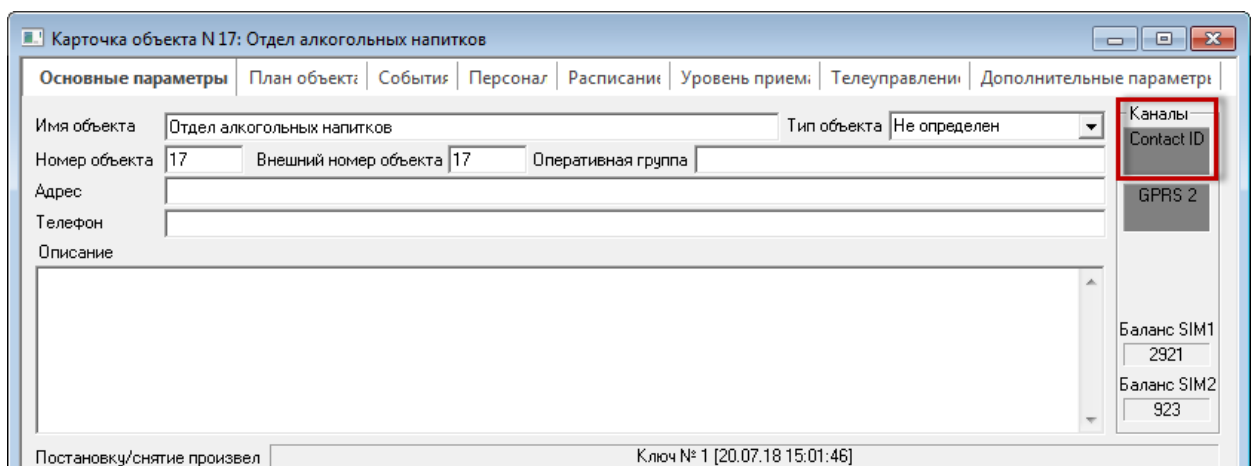 Карточка объекта N 17: Отдел алкогольных напитков
Основные параметры План объекта События Персонал Расписание Уровень прием Телеуправлени Дополнительные параметры
Имя объекта Отдел алкогольных напитков Тип объекта Не определен
Каналы
Contact ID
Номер объекта 17 Внешний номер объекта 17 Оперативная группа
Адрес
GPRS 2
Телефон
Описание
Баланс SIM1
2921
Баланс SIM2
923
Постановку/снятие произвел Ключ № 1 [20.07.18 15:01:46]